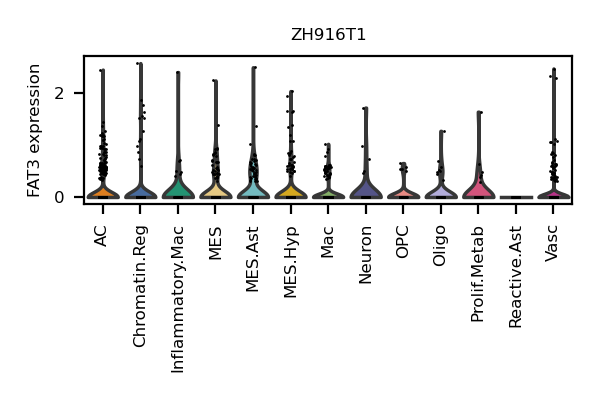 ZH916T1
FAT3 expression
2
0
AC
Chromatin.Reg
Inflammatory.Mac
MES
MES.Ast
MES.Hyp
Mac
Neuron
OPC
Oligo
Prolif.Metab
Reactive.Ast
Vasc